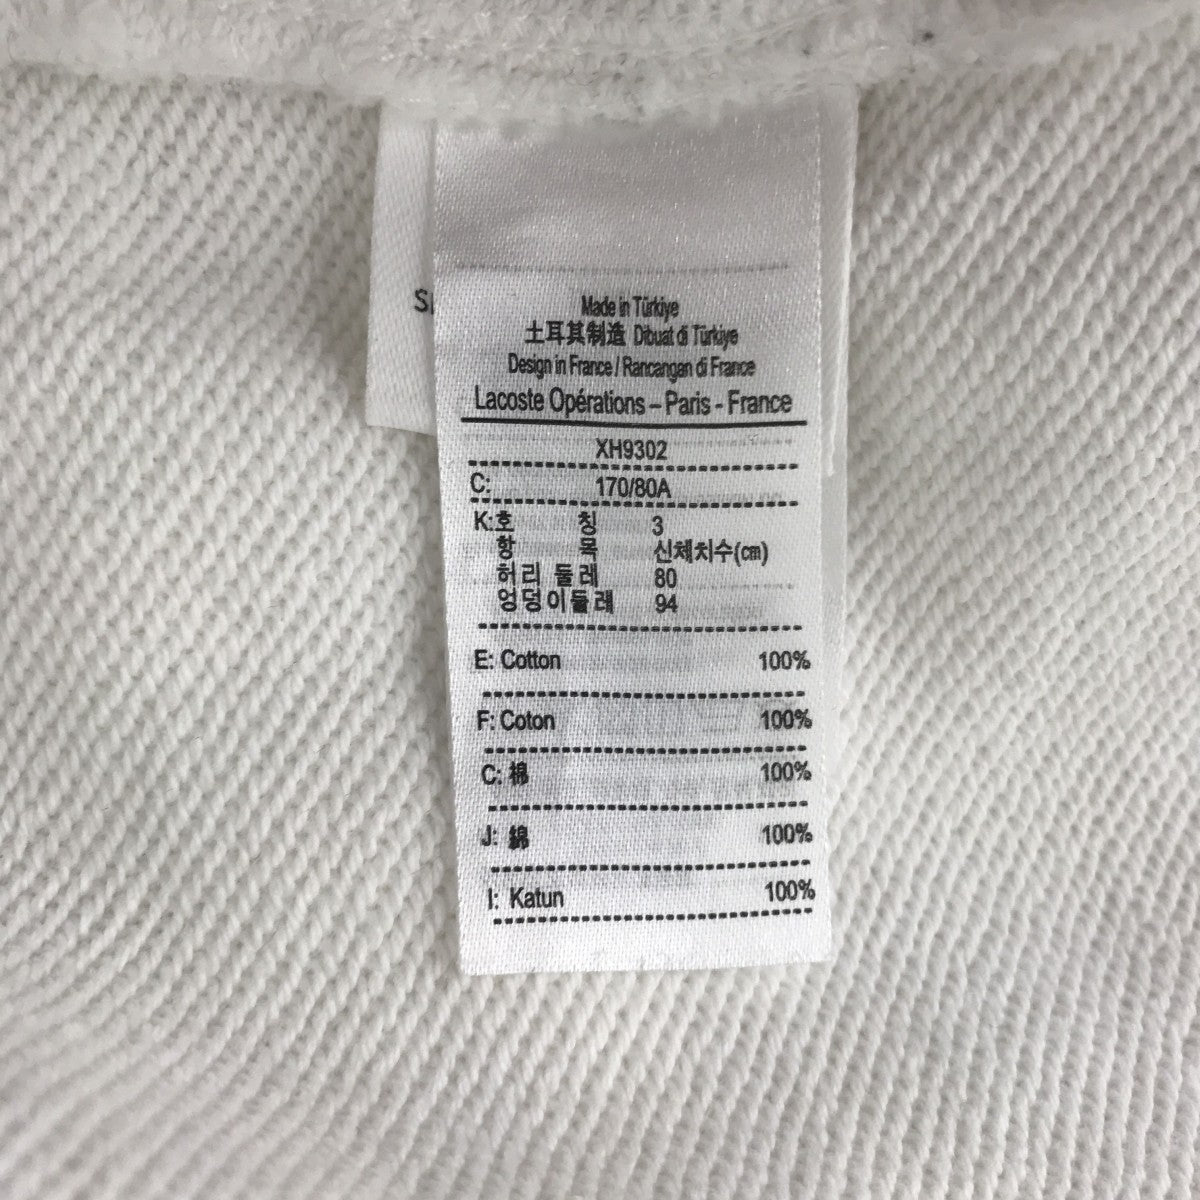 Made in Türkiye
土耳其制造 Dibuat di Türkiye
Design in France / Rancangan di France
Lacoste Opérations – Paris - France
XH9302
C: 170/80A
K: 호 칭 3
항 목 신체치수(㎝)
허리 둘레 80
엉덩이둘레 94
E: Cotton 100%
F: Coton 100%
C: 棉 100%
J: 綿 100%
I: Katun 100%